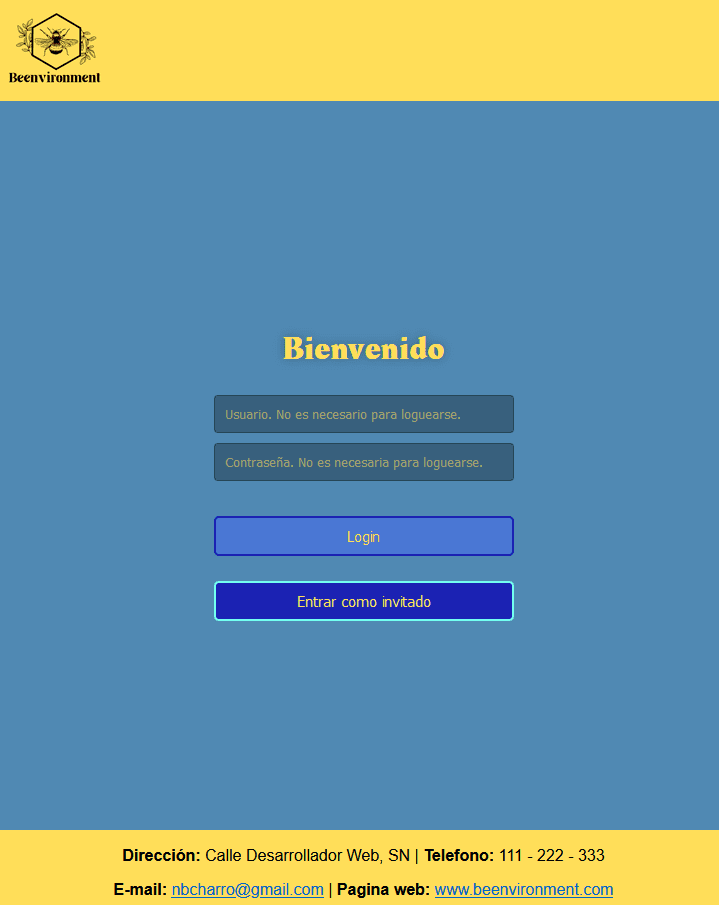 Beenvironment
Bienvenido
Usuario. No es necesario para loguearse.
Contraseña. No es necesaria para loguearse.
Login
Entrar como invitado
Dirección: Calle Desarrollador Web, SN | Telefono: 111 - 222 - 333
E-mail: nbcharro@gmail.com | Pagina web: www.beenvironment.com